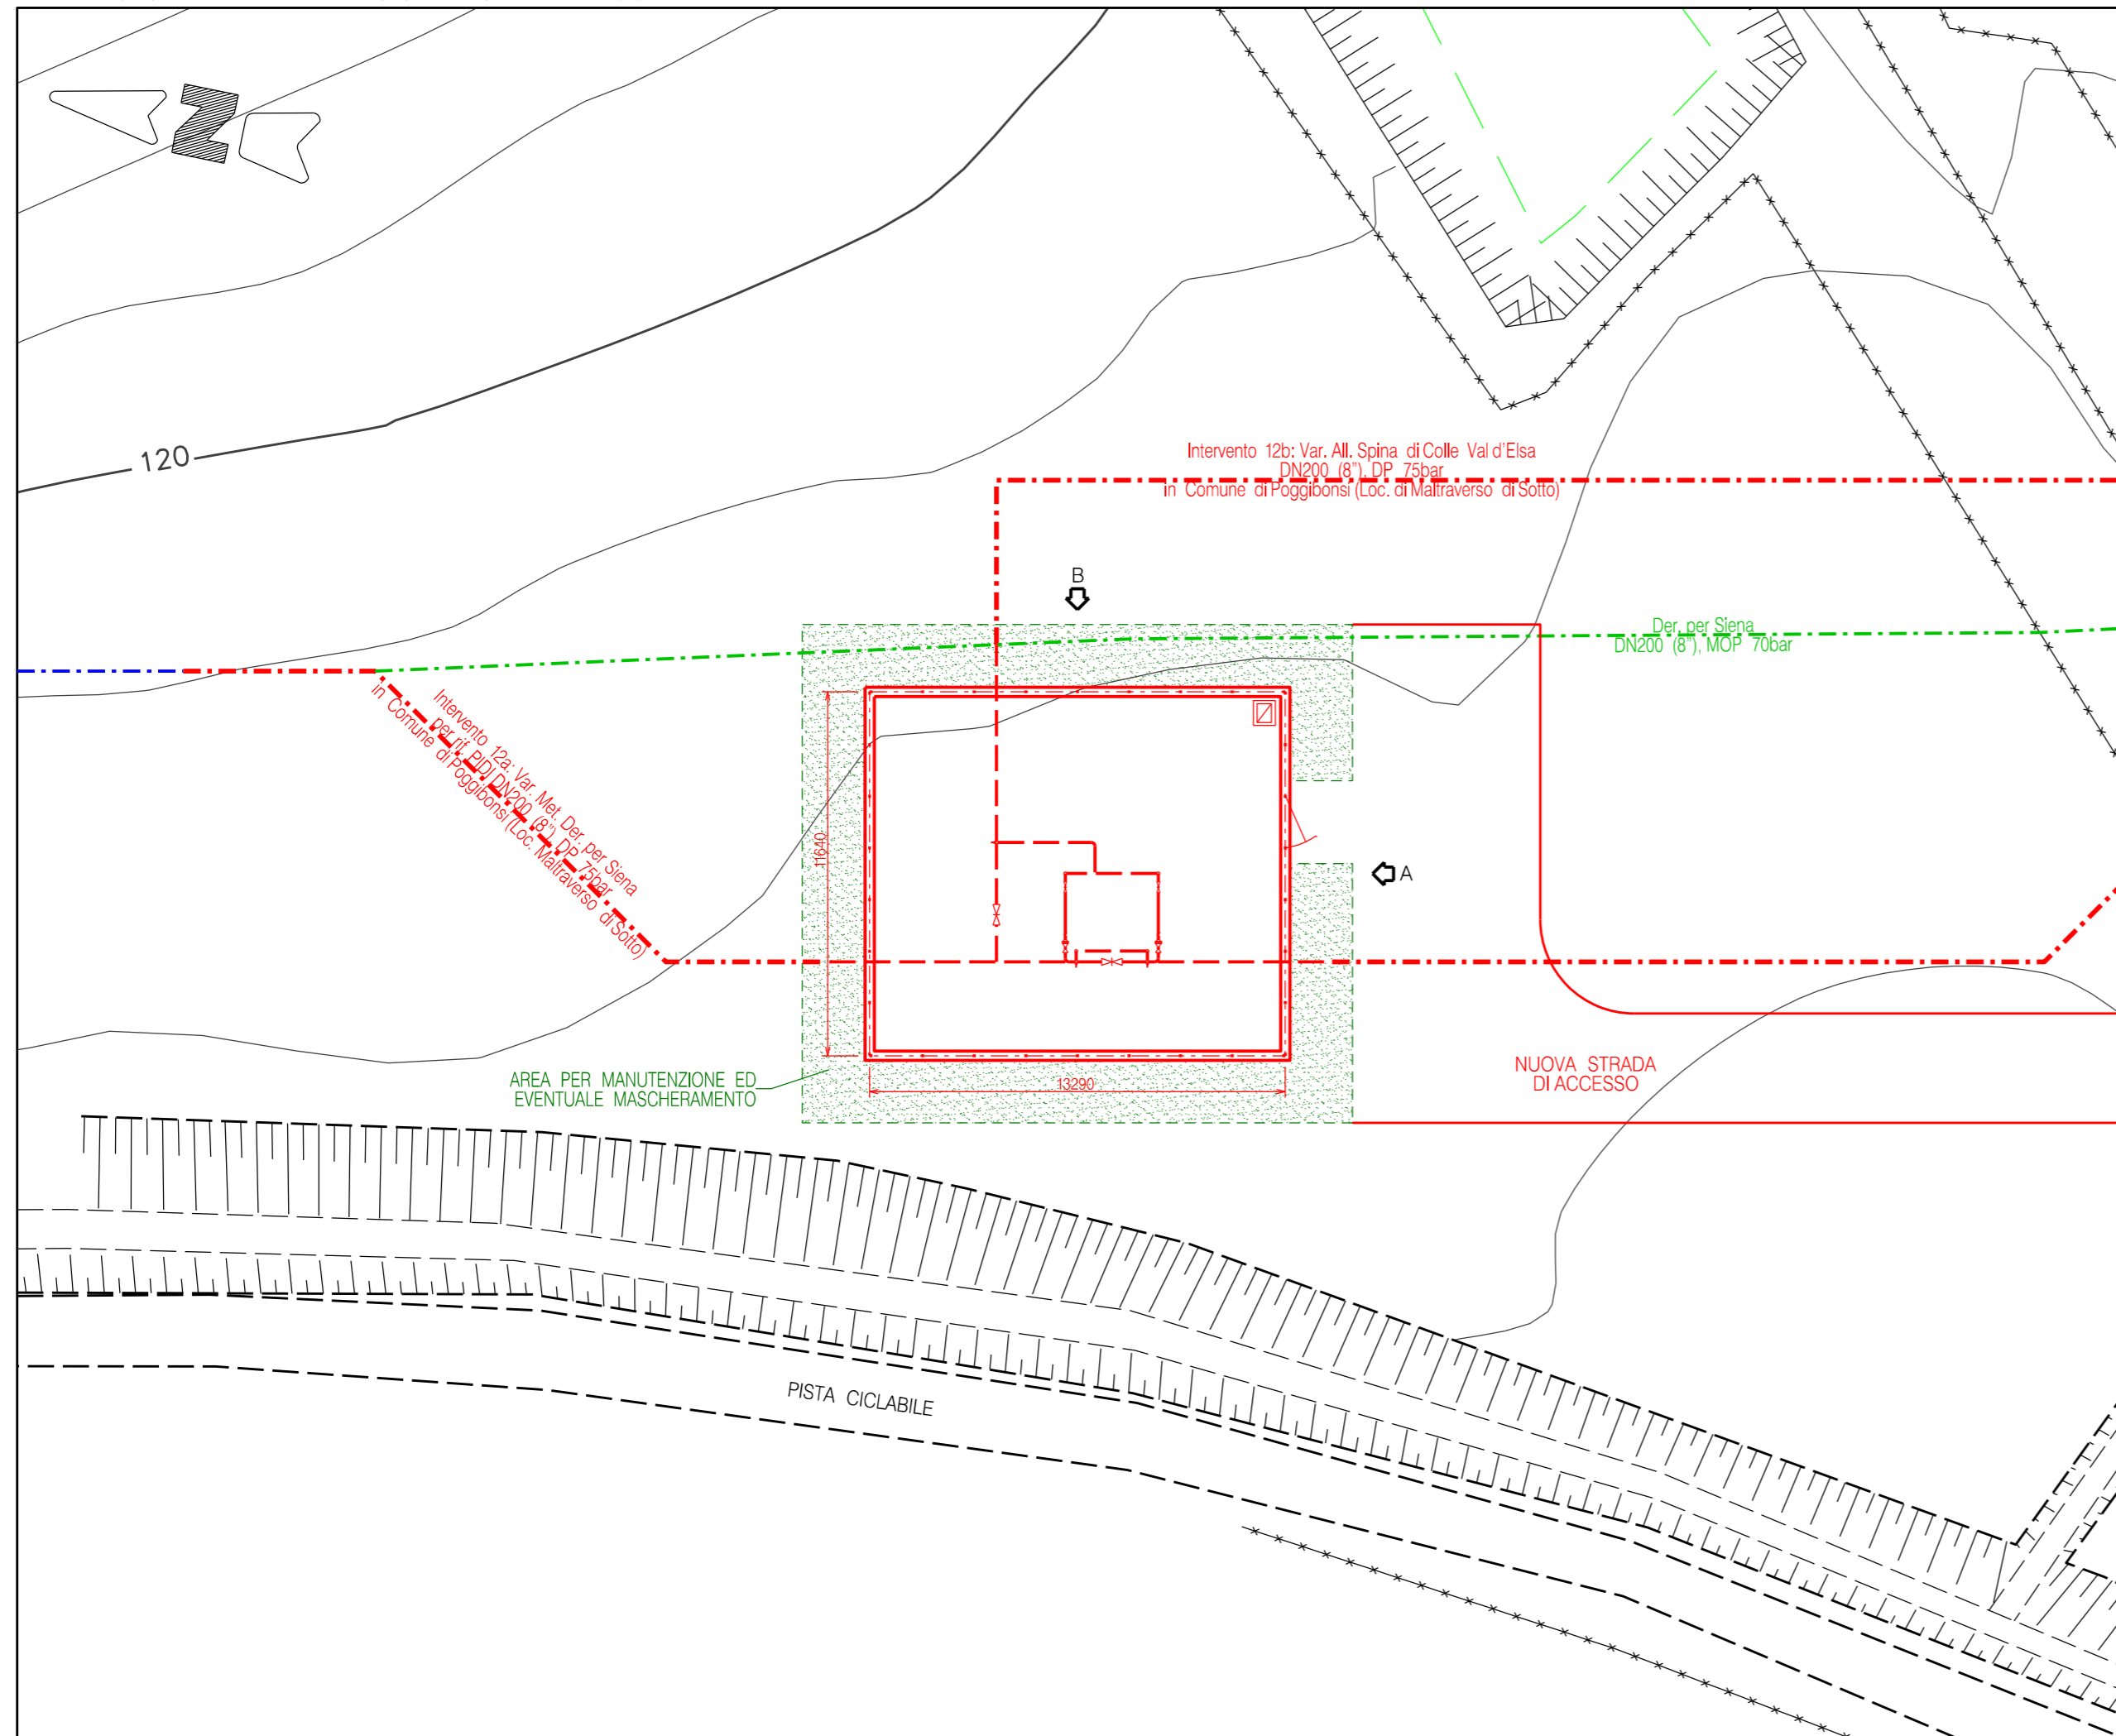 120
Intervento 12b: Var. All. Spina di Colle Val d'Elsa
DN200 (8"), DP 75bar
in Comune di Poggibonsi (Loc. di Maltraverso di Sotto)
B
Der. per Siena
DN200 (8"), MOP 70bar
Intervento 12a: Var. Met. Der. per Siena
per rif. PIDI DN200 (8"), DP 75bar
in Comune di Poggibonsi (Loc. Maltraverso di Sotto)
11640
A
13290
AREA PER MANUTENZIONE ED
EVENTUALE MASCHERAMENTO
NUOVA STRADA
DI ACCESSO
PISTA CICLABILE